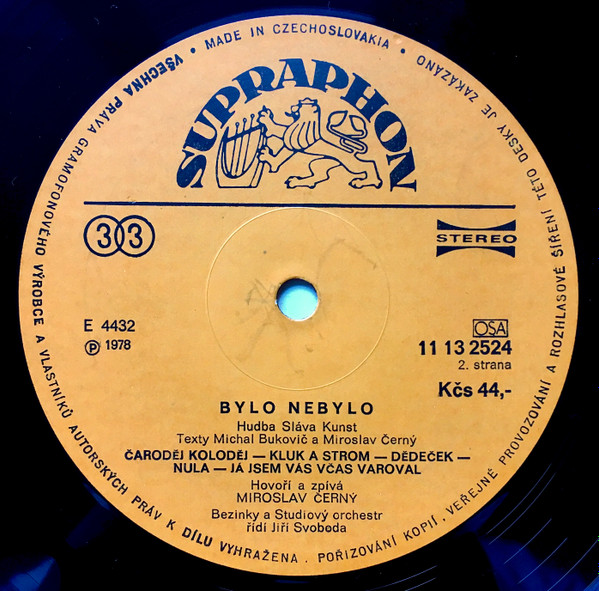 • MADE IN CZECHOSLOVAKIA •
VŠECHNA PRÁVA GRAMOFONOVÉHO VÝROBCE A VLASTNÍKŮ AUTORSKÝCH PRÁV K DÍLU VYHRAŽENA. POŘIZOVÁNÍ KOPIÍ, VEŘEJNÉ PROVOZOVÁNÍ A ROZHLASOVÉ ŠÍŘENÍ TÉTO DESKY JE ZAKÁZÁNO
SUPRAPHON
33
STEREO
E 4432
Ⓟ 1978
OSA
11 13 2524
2. strana
Kčs 44,-
BYLO NEBYLO
Hudba Sláva Kunst
Texty Michal Bukovič a Miroslav Černý
ČARODĚJ KOLODĚJ — KLUK A STROM — DĚDEČEK —
NULA — JÁ JSEM VÁS VČAS VAROVAL
Hovoří a zpívá
MIROSLAV ČERNÝ
Bezinky a Studiový orchestr
řídí Jiří Svoboda